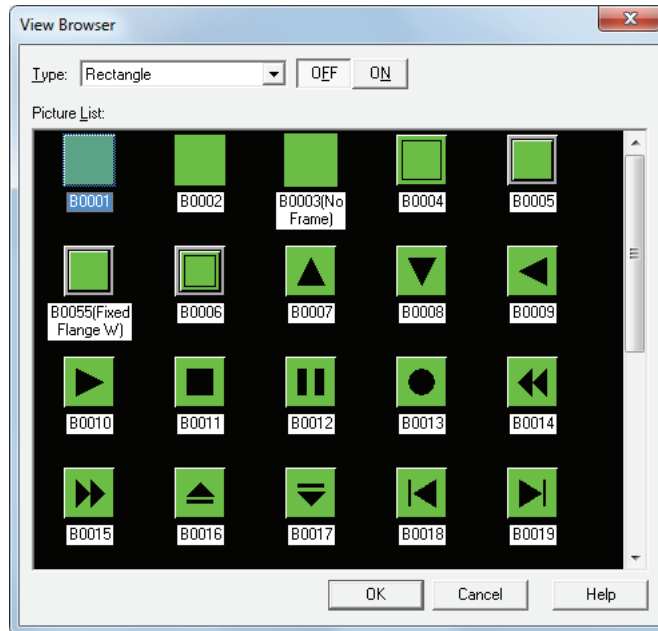 View Browser
Type: Rectangle OFF ON
Picture List:
B0001 B0002 B0003(No Frame) B0004 B0005
B0055(Fixed Flange W) B0006 B0007 B0008 B0009
B0010 B0011 B0012 B0013 B0014
B0015 B0016 B0017 B0018 B0019
OK Cancel Help